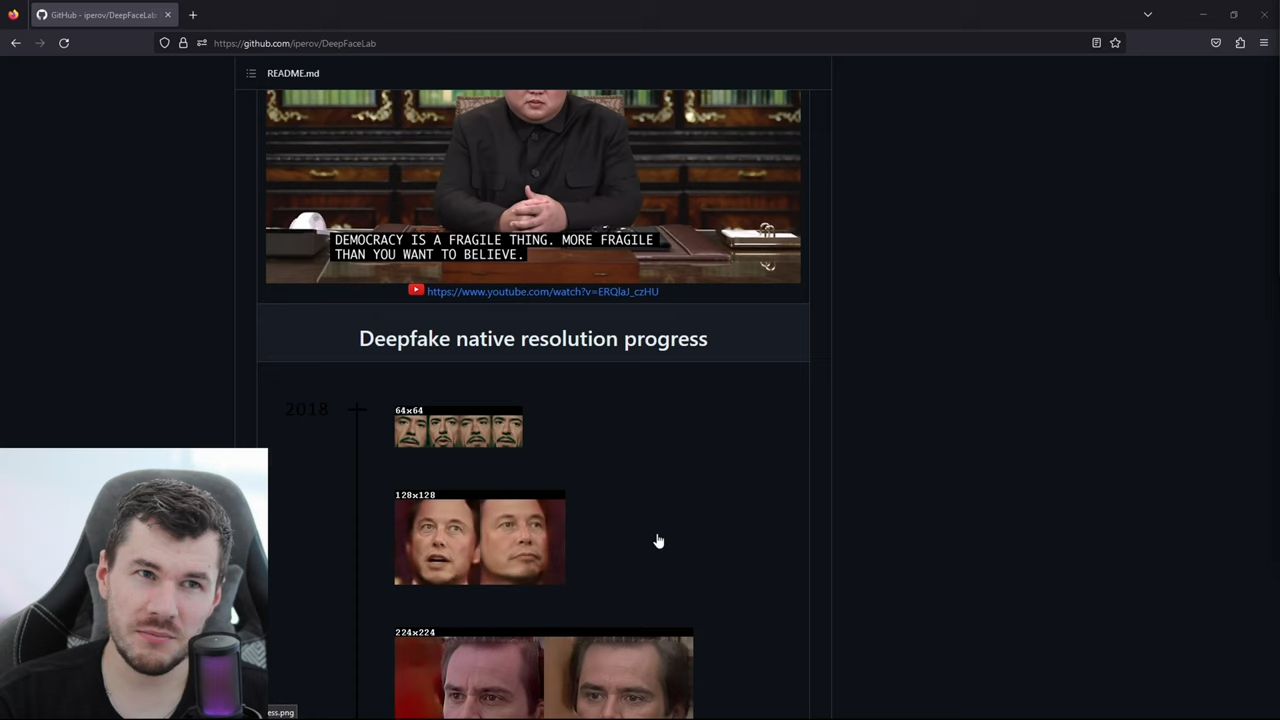 GitHub - iperov/DeepFaceLab:
https://github.com/iperov/DeepFaceLab
README.md
DEMOCRACY IS A FRAGILE THING. MORE FRAGILE
THAN YOU WANT TO BELIEVE.
https://www.youtube.com/watch?v=ERQlaJ_czHU
Deepfake native resolution progress
2018
64x64
128x128
224x224
ess.png